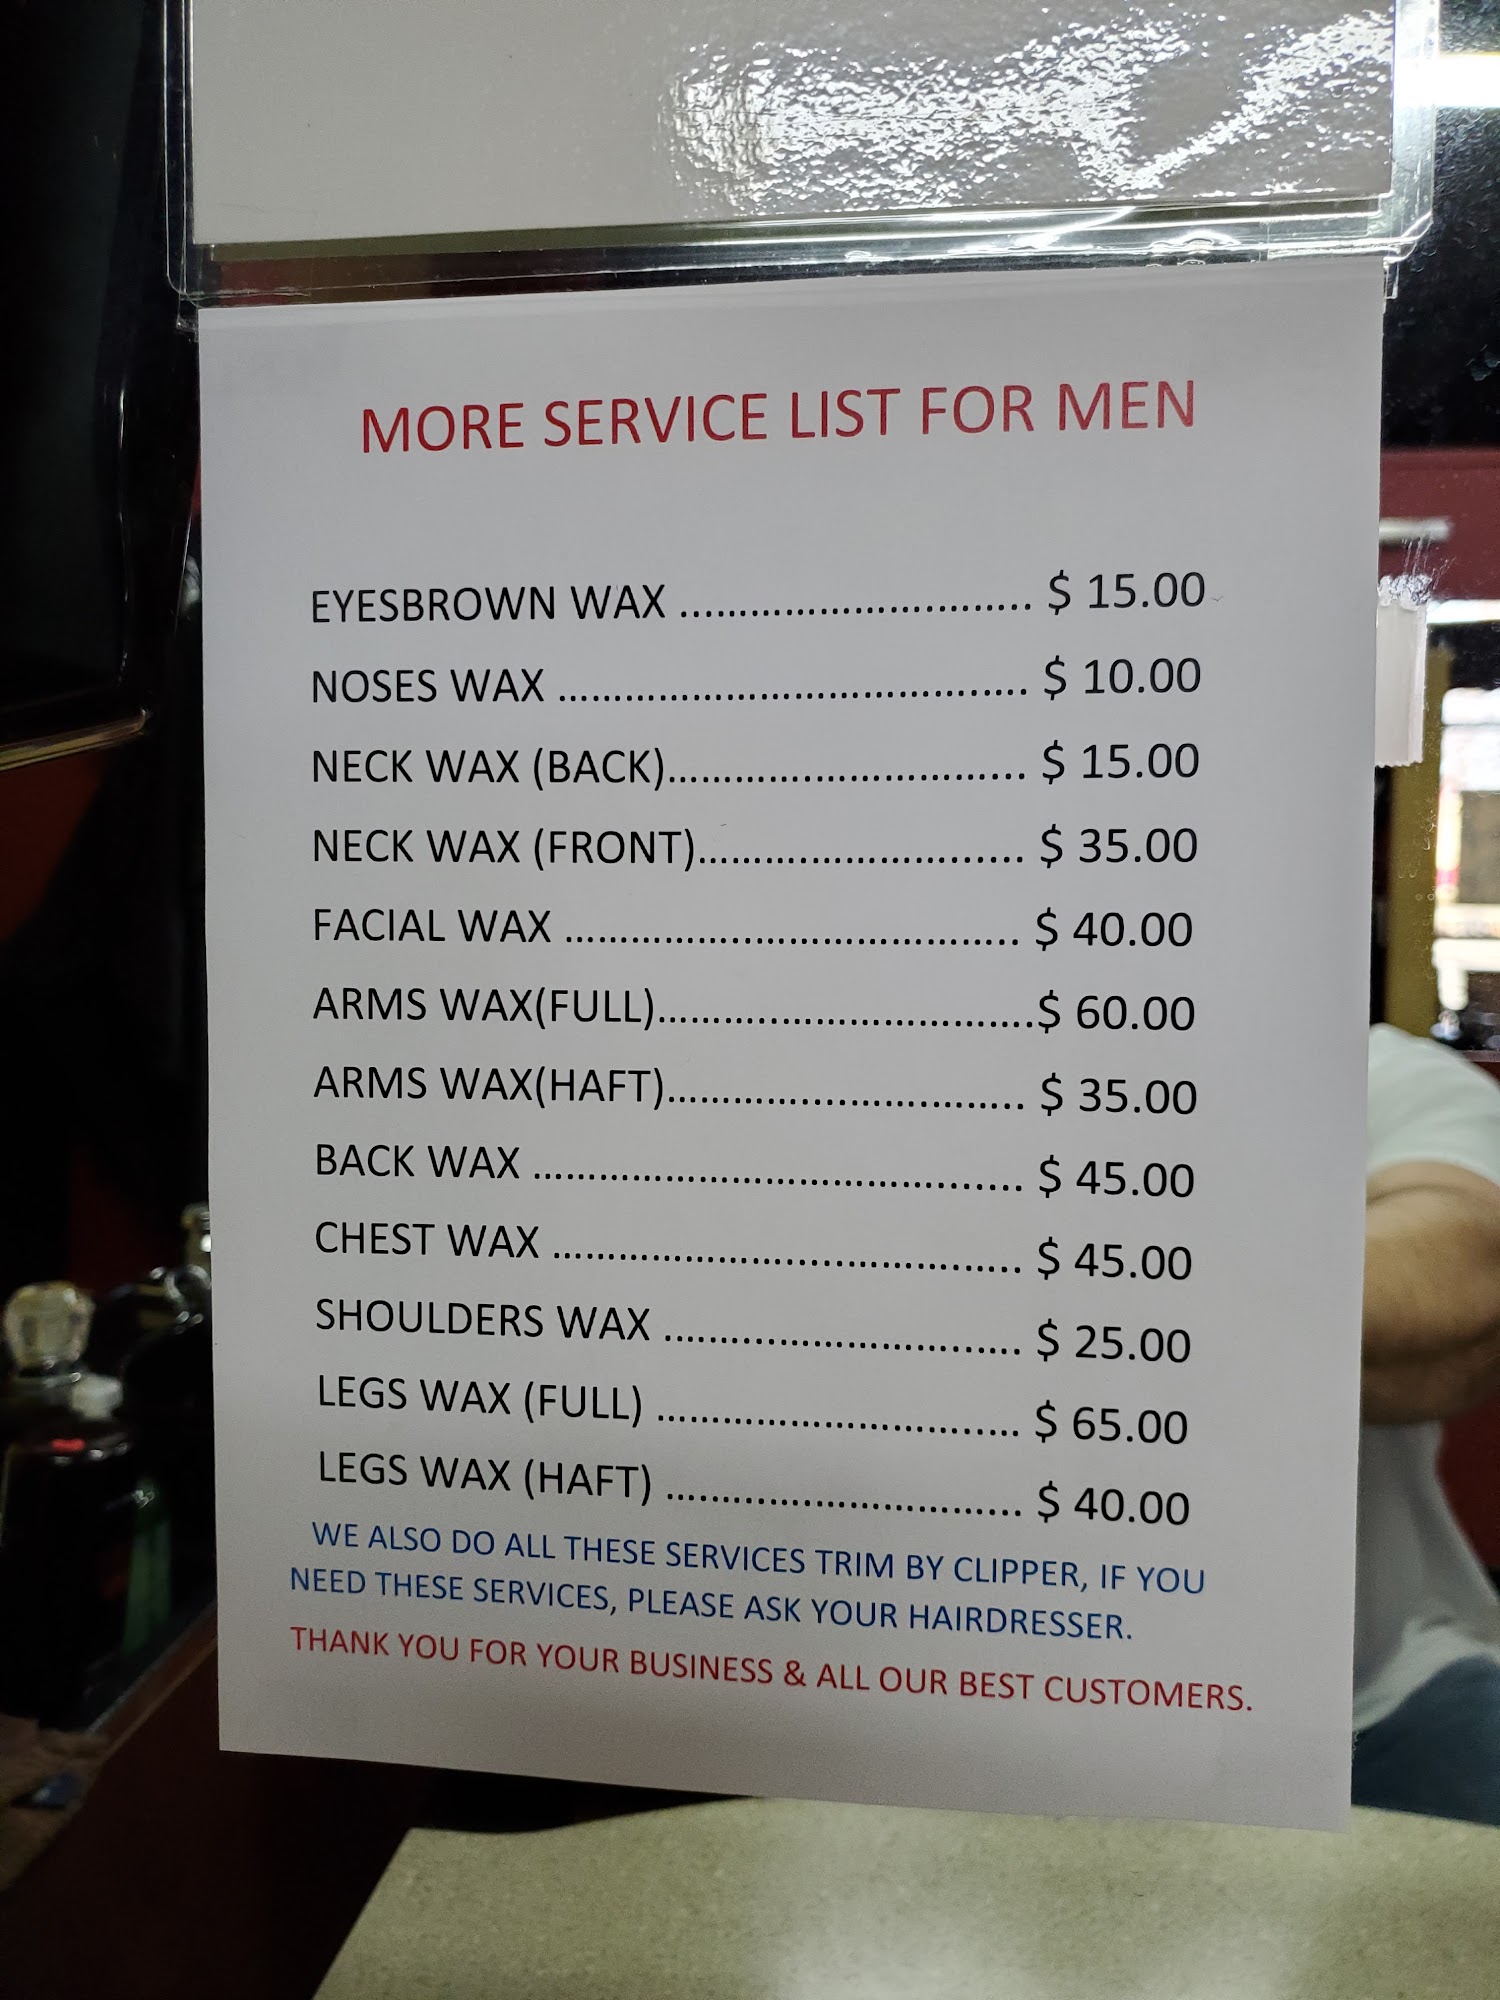 MORE SERVICE LIST FOR MEN
EYESBROWN WAX ................................ $ 15.00
NOSES WAX ........................................... $ 10.00
NECK WAX (BACK)................................ $ 15.00
NECK WAX (FRONT)............................. $ 35.00
FACIAL WAX ......................................... $ 40.00
ARMS WAX(FULL)..................................$ 60.00
ARMS WAX(HAFT)................................ $ 35.00
BACK WAX ............................................ $ 45.00
CHEST WAX .......................................... $ 45.00
SHOULDERS WAX ................................ $ 25.00
LEGS WAX (FULL) ................................. $ 65.00
LEGS WAX (HAFT) ................................ $ 40.00
WE ALSO DO ALL THESE SERVICES TRIM BY CLIPPER, IF YOU
NEED THESE SERVICES, PLEASE ASK YOUR HAIRDRESSER.
THANK YOU FOR YOUR BUSINESS & ALL OUR BEST CUSTOMERS.